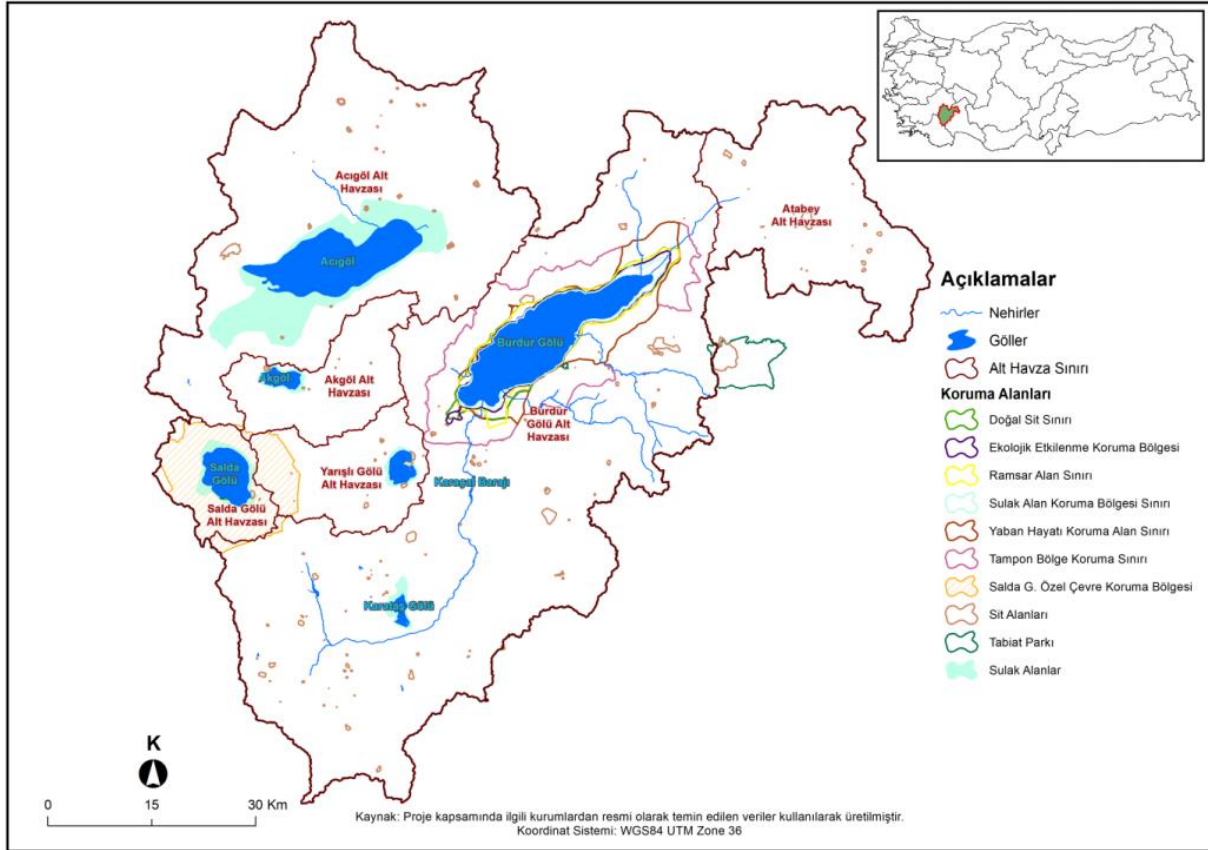 Acıgöl Alt
Havzası
Acıgöl
Atabey
Alt Havzası
Burdur Gölü
Akgöl
Akgöl Alt
Havzası
Burdur
Gölü Alt
Havzası
Salda
Gölü
Salda Gölü
Alt Havzası
Yarışlı Gölü
Alt Havzası
Karaçal Barajı
Karataş Gölü
Açıklamalar
Nehirler
Göller
Alt Havza Sınırı
Koruma Alanları
Doğal Sit Sınırı
Ekolojik Etkilenme Koruma Bölgesi
Ramsar Alan Sınırı
Sulak Alan Koruma Bölgesi Sınırı
Yaban Hayatı Koruma Alan Sınırı
Tampon Bölge Koruma Sınırı
Salda G. Özel Çevre Koruma Bölgesi
Sit Alanları
Tabiat Parkı
Sulak Alanlar
K
0 15 30 Km
Kaynak: Proje kapsamında ilgili kurumlardan resmi olarak temin edilen veriler kullanılarak üretilmiştir.
Koordinat Sistemi: WGS84 UTM Zone 36